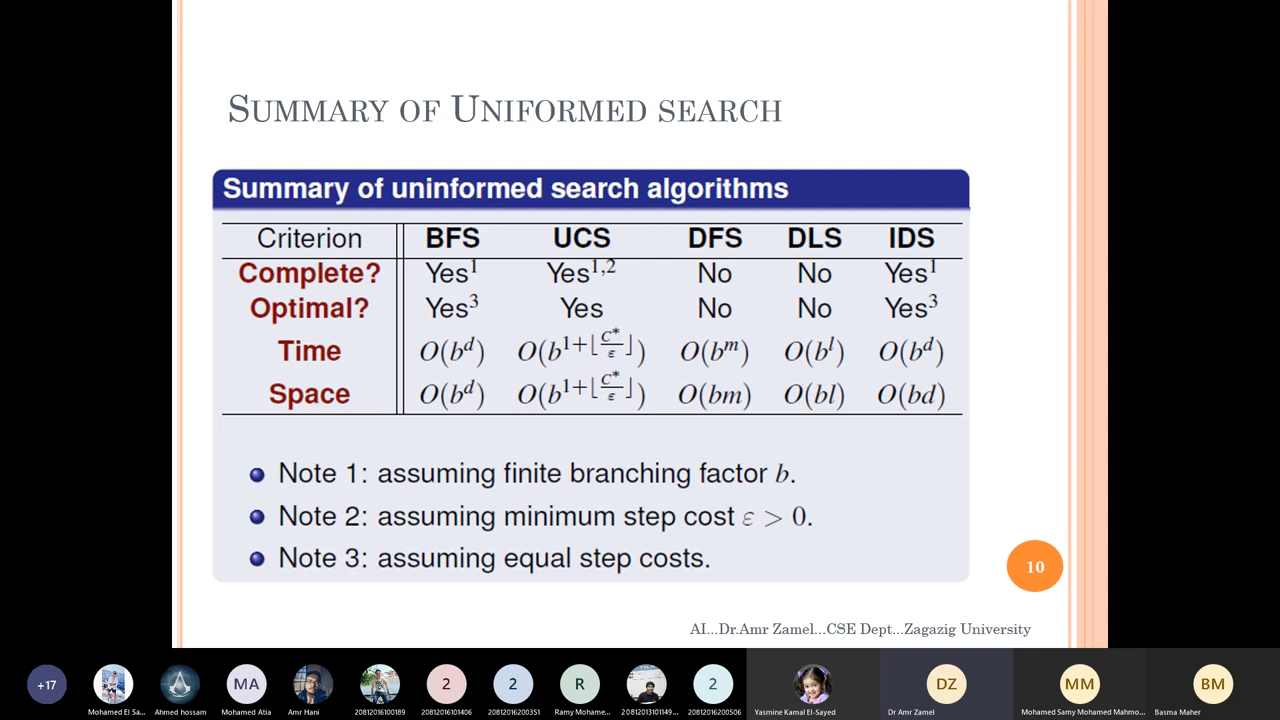 SUMMARY OF UNIFORMED SEARCH
Summary of uninformed search algorithms
Criterion BFS UCS DFS DLS IDS
Complete? Yes¹ Yes¹,² No No Yes¹
Optimal? Yes³ Yes No No Yes³
Time O(b^d) O(b^{1+⌊C*/ε⌋}) O(b^m) O(b^l) O(b^d)
Space O(b^d) O(b^{1+⌊C*/ε⌋}) O(bm) O(bl) O(bd)
Note 1: assuming finite branching factor b.
Note 2: assuming minimum step cost ε > 0.
Note 3: assuming equal step costs.
10
AI...Dr.Amr Zamel...CSE Dept...Zagazig University
+17 MA 2 2 R 2 DZ MM BM
Mohamed El Sa... Ahmed hossam Mohamed Atia Amr Hani 20812016100189 20812016101406 20812016200351 Ramy Mohame... 20812013101149... 20812016200506 Yasmine Kamal El-Sayed Dr Amr Zamel Mohamed Samy Mohamed Mahmo... Basma Maher